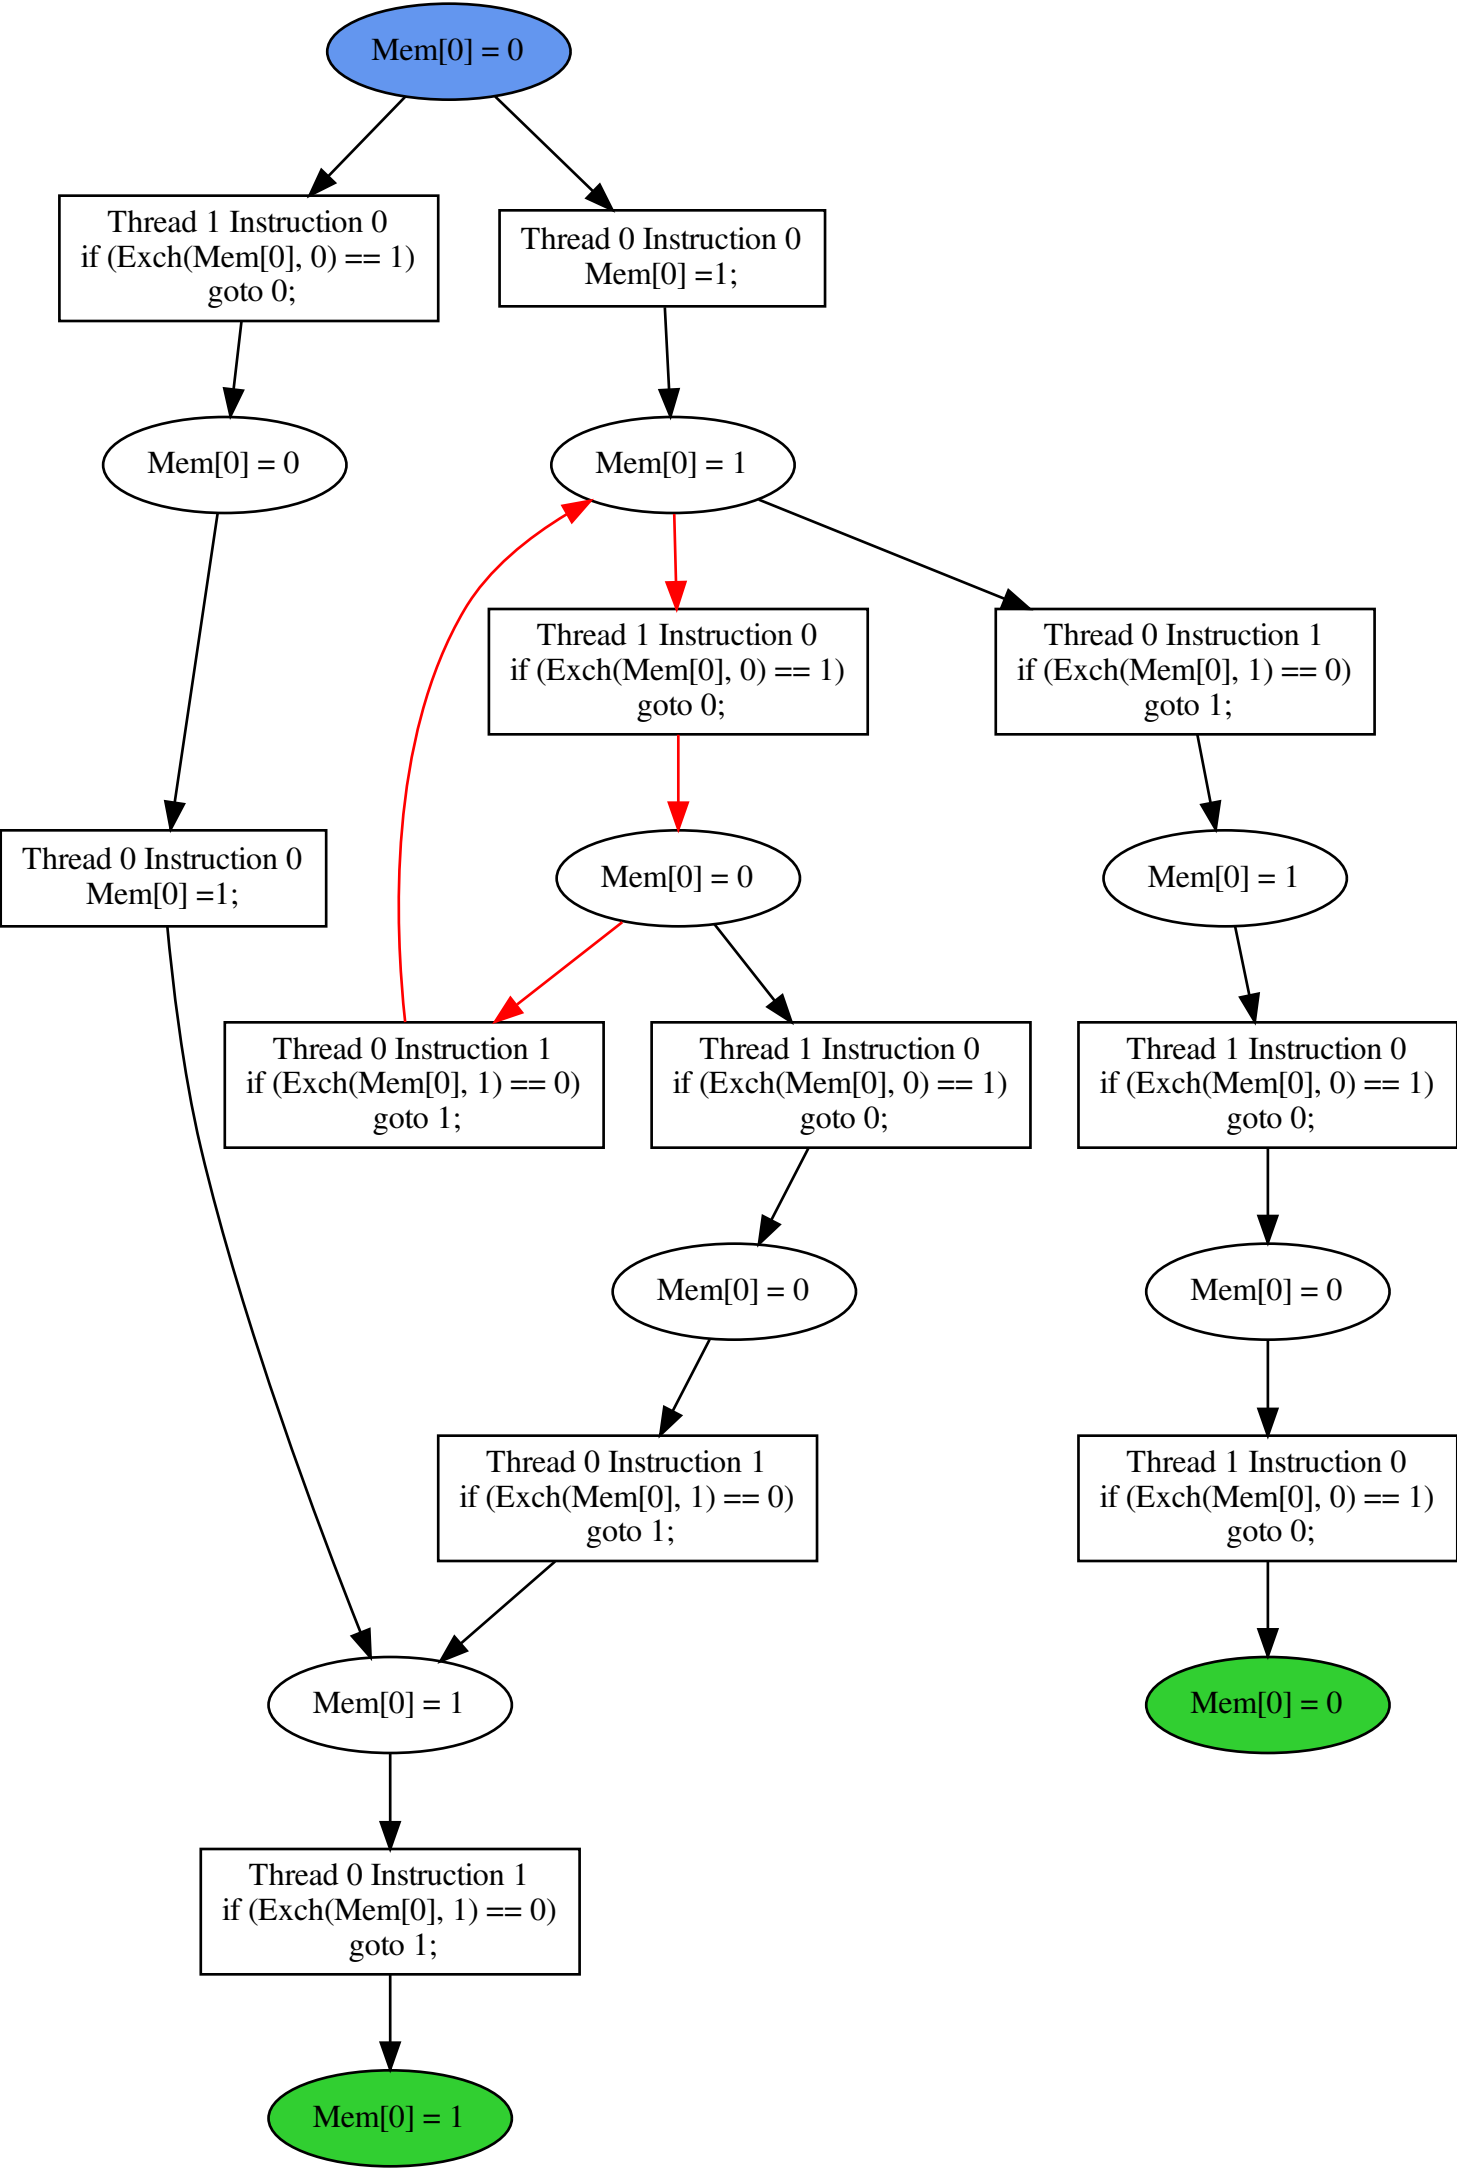 Mem[0] = 0
Thread 1 Instruction 0
if (Exch(Mem[0], 0) == 1)
goto 0;
Thread 0 Instruction 0
Mem[0] =1;
Mem[0] = 0
Mem[0] = 1
Thread 1 Instruction 0
if (Exch(Mem[0], 0) == 1)
goto 0;
Thread 0 Instruction 1
if (Exch(Mem[0], 1) == 0)
goto 1;
Thread 0 Instruction 0
Mem[0] =1;
Mem[0] = 0
Mem[0] = 1
Thread 0 Instruction 1
if (Exch(Mem[0], 1) == 0)
goto 1;
Thread 1 Instruction 0
if (Exch(Mem[0], 0) == 1)
goto 0;
Thread 1 Instruction 0
if (Exch(Mem[0], 0) == 1)
goto 0;
Mem[0] = 0
Mem[0] = 0
Thread 0 Instruction 1
if (Exch(Mem[0], 1) == 0)
goto 1;
Thread 1 Instruction 0
if (Exch(Mem[0], 0) == 1)
goto 0;
Mem[0] = 1
Mem[0] = 0
Thread 0 Instruction 1
if (Exch(Mem[0], 1) == 0)
goto 1;
Mem[0] = 1